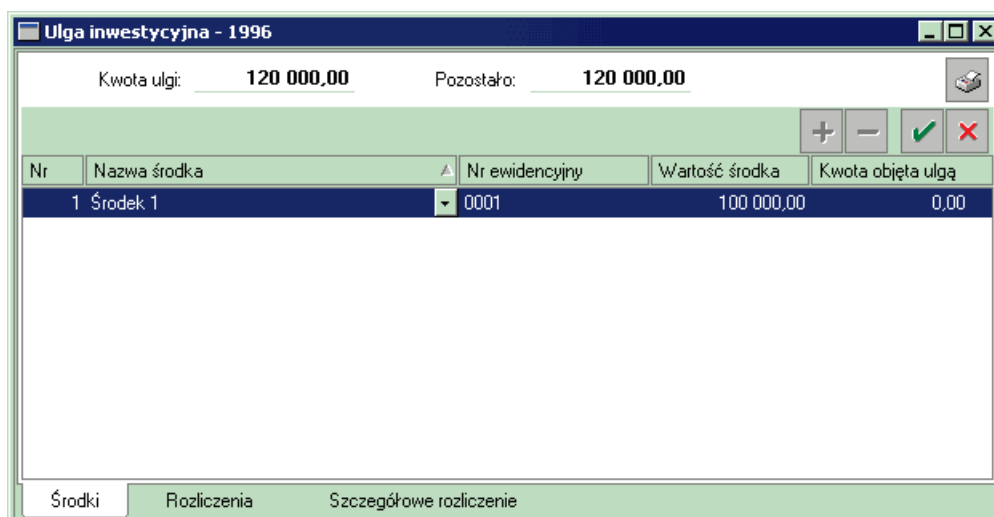 Ulga inwestycyjna - 1996
Kwota ulgi: 120 000,00 Pozostało: 120 000,00
Nr Nazwa środka Nr ewidencyjny Wartość środka Kwota objęta ulgą
1 Środek 1 0001 100 000,00 0,00
Środki Rozliczenia Szczegółowe rozliczenie